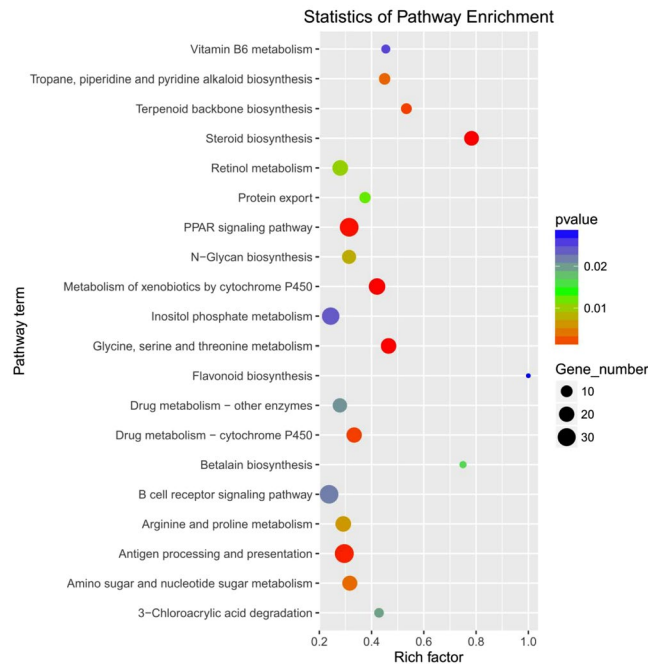 Statistics of Pathway Enrichment
Pathway term
Vitamin B6 metabolism
Tropane, piperidine and pyridine alkaloid biosynthesis
Terpenoid backbone biosynthesis
Steroid biosynthesis
Retinol metabolism
Protein export
PPAR signaling pathway
N−Glycan biosynthesis
Metabolism of xenobiotics by cytochrome P450
Inositol phosphate metabolism
Glycine, serine and threonine metabolism
Flavonoid biosynthesis
Drug metabolism − other enzymes
Drug metabolism − cytochrome P450
Betalain biosynthesis
B cell receptor signaling pathway
Arginine and proline metabolism
Antigen processing and presentation
Amino sugar and nucleotide sugar metabolism
3−Chloroacrylic acid degradation
0.2 0.4 0.6 0.8 1.0
Rich factor
pvalue
0.02
0.01
Gene_number
10
20
30